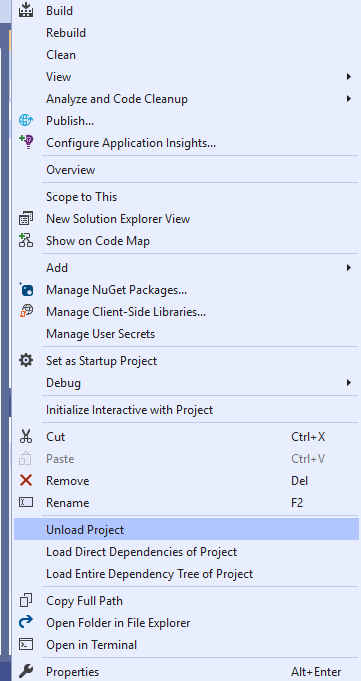 Build
Rebuild
Clean
View
Analyze and Code Cleanup
Publish...
Configure Application Insights...
Overview
Scope to This
New Solution Explorer View
Show on Code Map
Add
Manage NuGet Packages...
Manage Client-Side Libraries...
Manage User Secrets
Set as Startup Project
Debug
Initialize Interactive with Project
Cut Ctrl+X
Paste Ctrl+V
Remove Del
Rename F2
Unload Project
Load Direct Dependencies of Project
Load Entire Dependency Tree of Project
Copy Full Path
Open Folder in File Explorer
Open in Terminal
Properties Alt+Enter